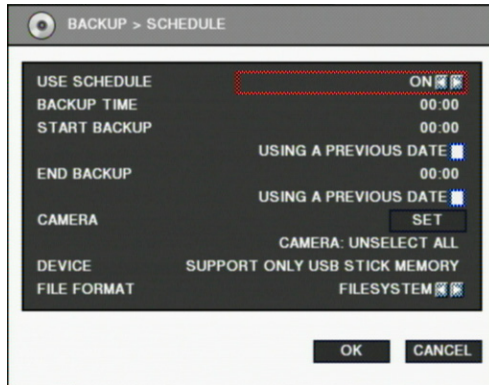 BACKUP > SCHEDULE
USE SCHEDULE ON
BACKUP TIME 00:00
START BACKUP 00:00
USING A PREVIOUS DATE
END BACKUP 00:00
USING A PREVIOUS DATE
CAMERA SET
CAMERA: UNSELECT ALL
DEVICE SUPPORT ONLY USB STICK MEMORY
FILE FORMAT FILESYSTEM
OK CANCEL